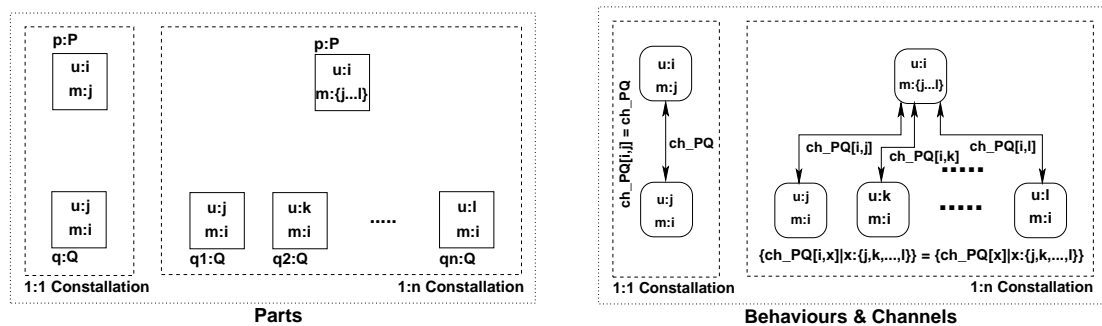 p:P
u:i
m:j
u:j
m:i
q:Q
1:1 Constallation
p:P
u:i
m:{j...l}
u:j
m:i
q1:Q
u:k
m:i
q2:Q
.....
u:l
m:i
qn:Q
1:n Constallation
Parts
ch_PQ[i,j] = ch_PQ
u:i
m:j
ch_PQ
u:j
m:i
1:1 Constallation
u:i
m:{j...l}
ch_PQ[i,j]
ch_PQ[i,k]
ch_PQ[i,l]
.....
u:j
m:i
u:k
m:i
.....
u:l
m:i
{ch_PQ[i,x]|x:{j,k,...,l}} = {ch_PQ[x]|x:{j,k,...,l}}
1:n Constallation
Behaviours & Channels